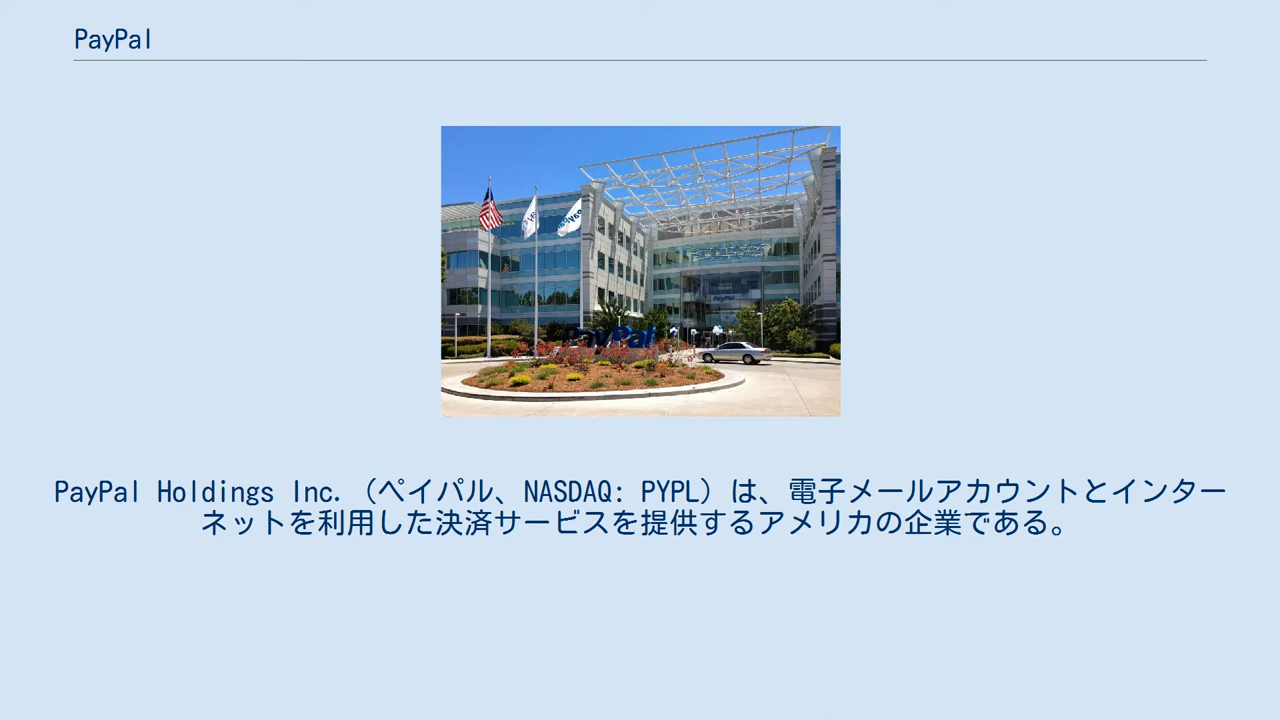 PayPal
PayPal
PayPal
PayPal Holdings Inc.（ペイパル、NASDAQ: PYPL）は、電子メールアカウントとインター
ネットを利用した決済サービスを提供するアメリカの企業である。